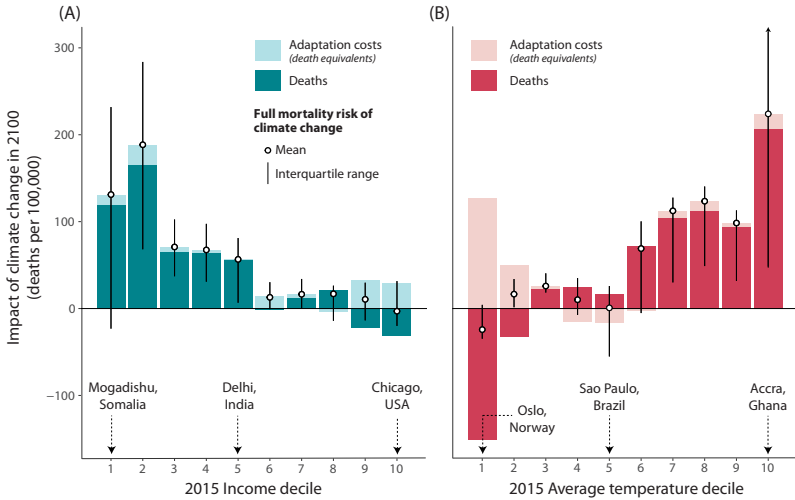 (A)
(B)
Impact of climate change in 2100
(deaths per 100,000)
300
200
100
0
−100
Adaptation costs
(death equivalents)
Deaths
Full mortality risk of
climate change
Mean
Interquartile range
Mogadishu,
Somalia
Delhi,
India
Chicago,
USA
1 2 3 4 5 6 7 8 9 10
2015 Income decile
Adaptation costs
(death equivalents)
Deaths
Oslo,
Norway
Sao Paulo,
Brazil
Accra,
Ghana
1 2 3 4 5 6 7 8 9 10
2015 Average temperature decile